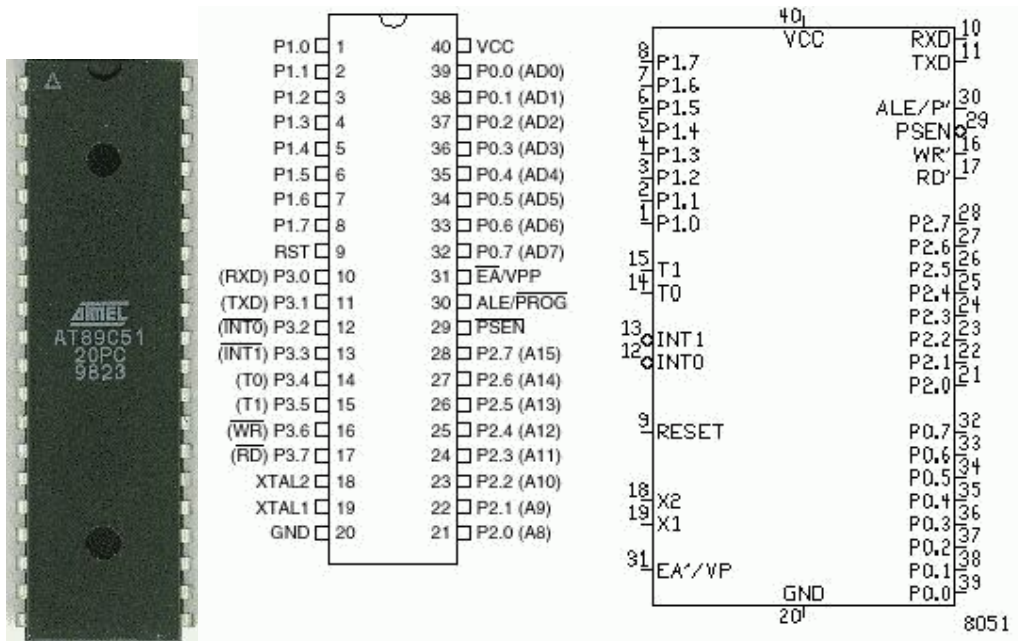 ATMEL
AT89C51
20PC
9823
P1.0 1 40 VCC
P1.1 2 39 P0.0 (AD0)
P1.2 3 38 P0.1 (AD1)
P1.3 4 37 P0.2 (AD2)
P1.4 5 36 P0.3 (AD3)
P1.5 6 35 P0.4 (AD4)
P1.6 7 34 P0.5 (AD5)
P1.7 8 33 P0.6 (AD6)
RST 9 32 P0.7 (AD7)
(RXD) P3.0 10 31 EA/VPP
(TXD) P3.1 11 30 ALE/PROG
(INT0) P3.2 12 29 PSEN
(INT1) P3.3 13 28 P2.7 (A15)
(T0) P3.4 14 27 P2.6 (A14)
(T1) P3.5 15 26 P2.5 (A13)
(WR) P3.6 16 25 P2.4 (A12)
(RD) P3.7 17 24 P2.3 (A11)
XTAL2 18 23 P2.2 (A10)
XTAL1 19 22 P2.1 (A9)
GND 20 21 P2.0 (A8)
40
VCC RXD 10
8 P1.7 TXD 11
7 P1.6
6 P1.5 ALE/P' 30
5 P1.4 PSEN 29
4 P1.3 WR' 16
3 P1.2 RD' 17
2 P1.1
1 P1.0 P2.7 28
P2.6 27
15 T1 P2.5 26
14 T0 P2.4 25
P2.3 24
13 INT1 P2.2 23
12 INT0 P2.1 22
P2.0 21
9 RESET P0.7 32
P0.6 33
P0.5 34
18 X2 P0.4 35
19 X1 P0.3 36
P0.2 37
31 EA'/VP P0.1 38
GND P0.0 39
20
8051